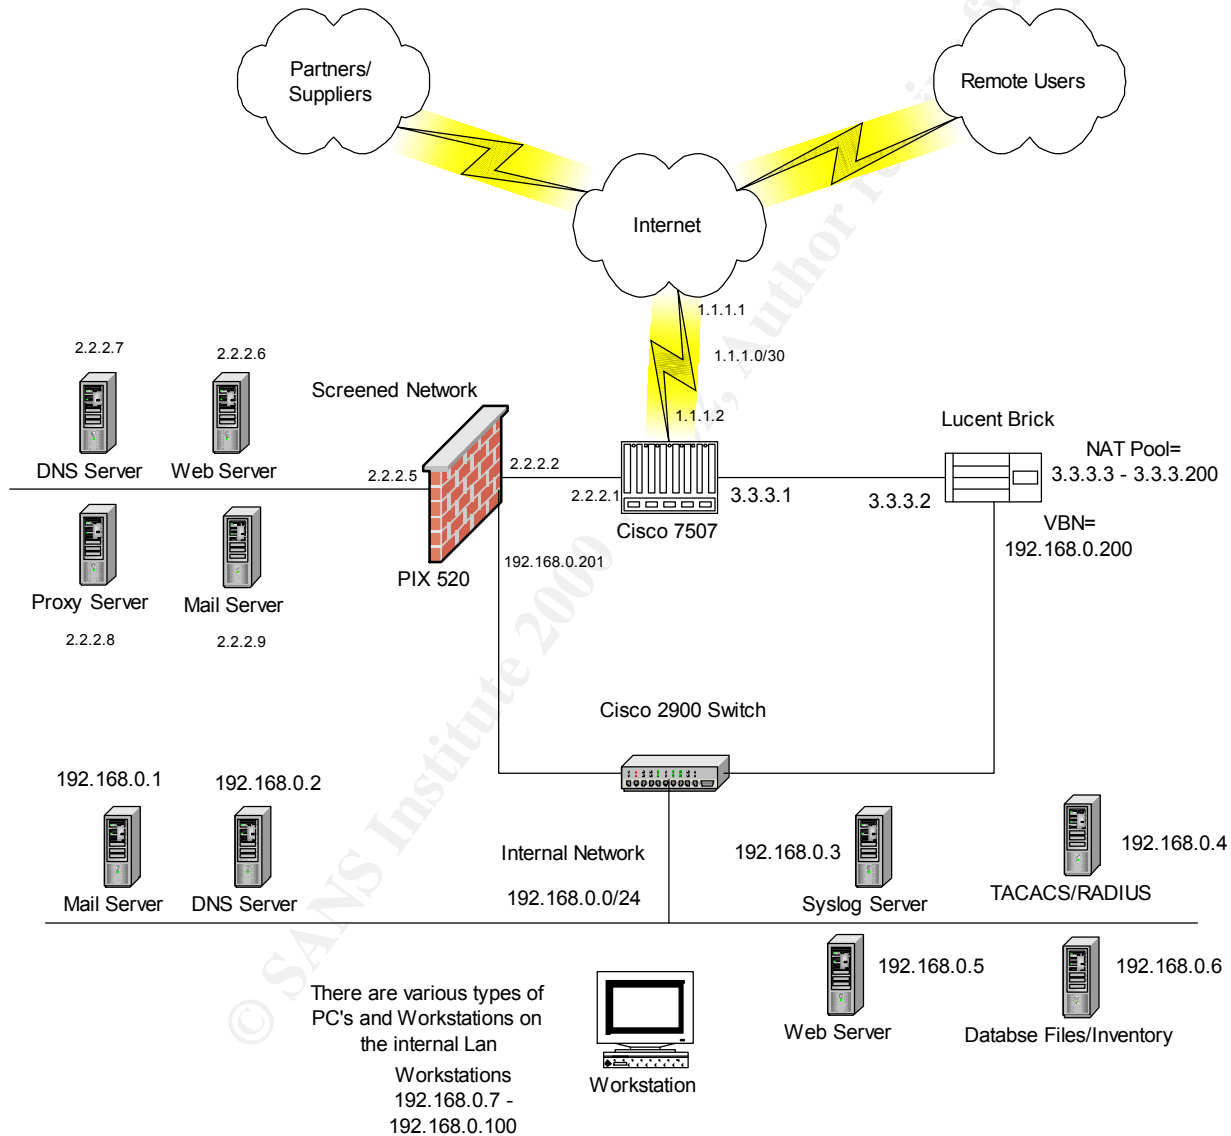 Partners/
Suppliers
Remote Users
Internet
1.1.1.1
1.1.1.0/30
1.1.1.2
2.2.2.7
2.2.2.6
Screened Network
DNS Server
Web Server
2.2.2.5
2.2.2.2
2.2.2.1
Cisco 7507
3.3.3.1
3.3.3.2
Lucent Brick
NAT Pool=
3.3.3.3 - 3.3.3.200
VBN=
192.168.0.200
192.168.0.201
PIX 520
Proxy Server
2.2.2.8
Mail Server
2.2.2.9
Cisco 2900 Switch
192.168.0.1
192.168.0.2
Mail Server
DNS Server
Internal Network
192.168.0.0/24
192.168.0.3
Syslog Server
192.168.0.4
TACACS/RADIUS
192.168.0.5
Web Server
192.168.0.6
Databse Files/Inventory
There are various types of
PC's and Workstations on
the internal Lan
Workstations
192.168.0.7 -
192.168.0.100
Workstation
© SANS Institute 2000
, Author r